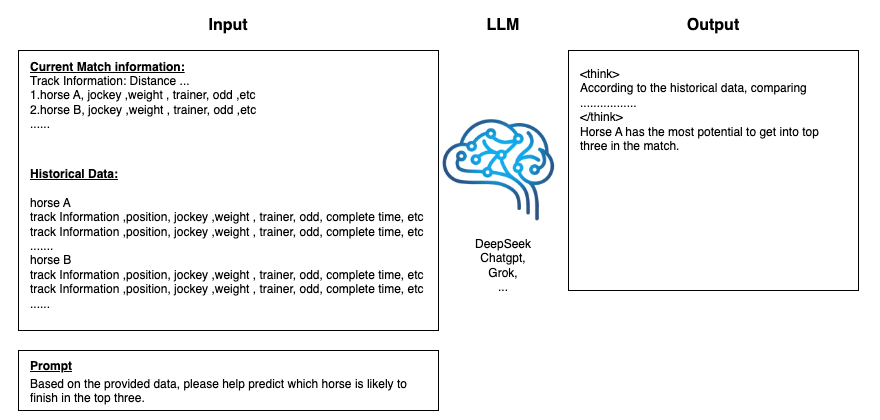 Input
LLM
Output
Current Match information:
Track Information: Distance ...
1.horse A, jockey ,weight , trainer, odd ,etc
2.horse B, jockey ,weight , trainer, odd ,etc
......
Historical Data:
horse A
track Information ,position, jockey ,weight , trainer, odd, complete time, etc
track Information ,position, jockey ,weight , trainer, odd, complete time, etc
.......
horse B
track Information ,position, jockey ,weight , trainer, odd, complete time, etc
track Information ,position, jockey ,weight , trainer, odd, complete time, etc
......
Prompt
Based on the provided data, please help predict which horse is likely to
finish in the top three.
DeepSeek
Chatgpt,
Grok,
...
<think>
According to the historical data, comparing
.................
</think>
Horse A has the most potential to get into top
three in the match.